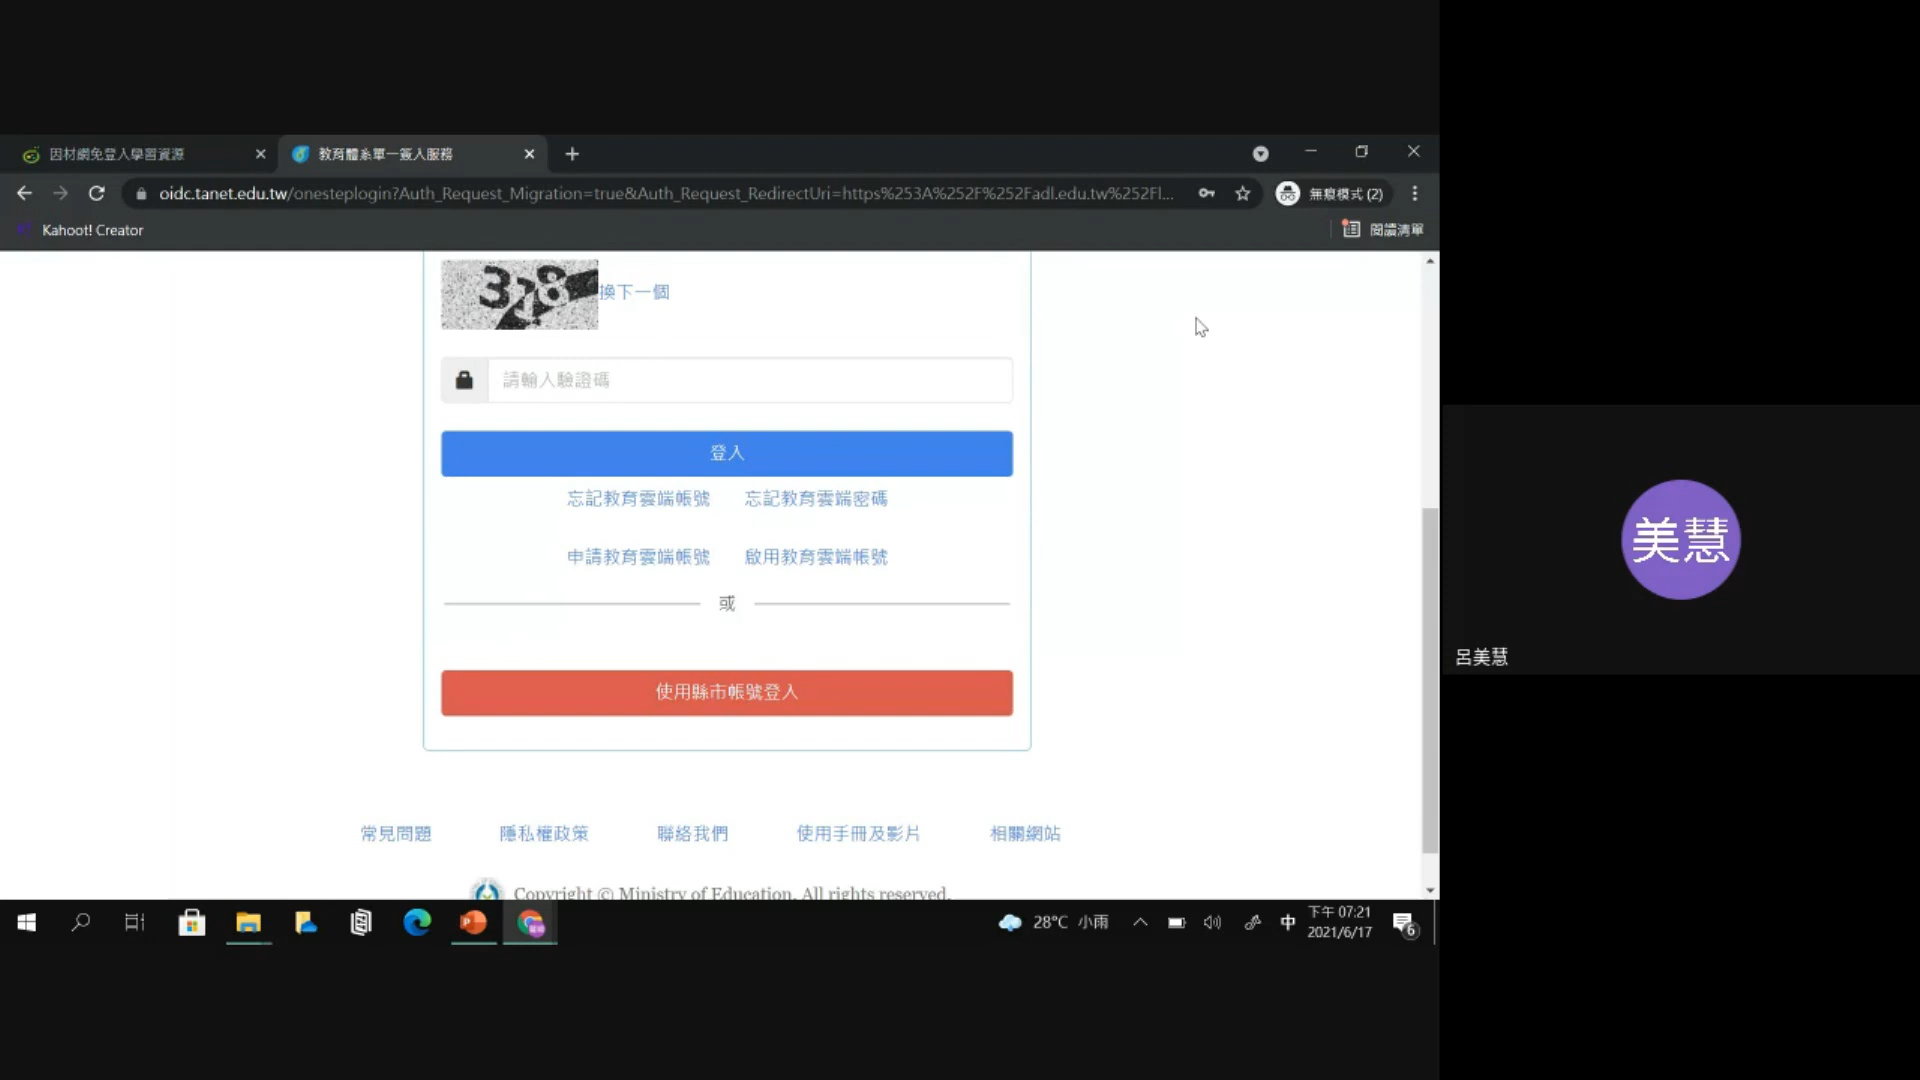 因材網免登入學習資源
教育體系單一簽入服務
oidc.tanet.edu.tw/onesteplogin?Auth_Request_Migration=true&Auth_Request_RedirectUri=https%253A%252F%252Fadl.edu.tw%252Fl...
無痕模式 (2)
Kahoot! Creator
閱讀清單
換下一個
請輸入驗證碼
登入
忘記教育雲端帳號 忘記教育雲端密碼
申請教育雲端帳號 啟用教育雲端帳號
或
使用縣市帳號登入
常見問題 隱私權政策 聯絡我們 使用手冊及影片 相關網站
Copyright © Ministry of Education. All rights reserved.
28°C 小雨
中
下午 07:21
2021/6/17
6
美慧
呂美慧